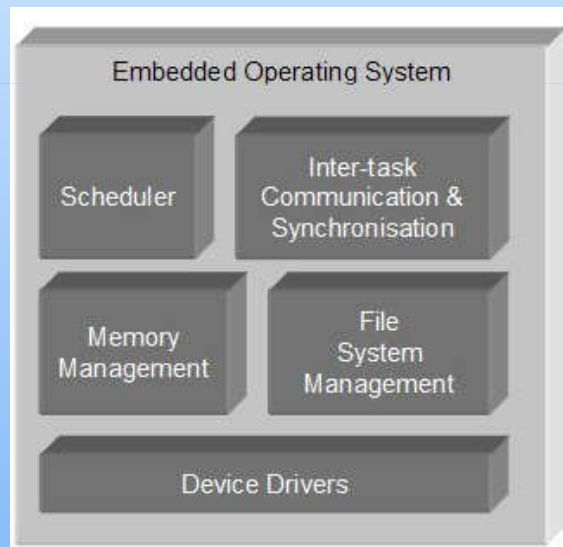 Embedded Operating System
Scheduler
Inter-task
Communication &
Synchronisation
Memory
Management
File
System
Management
Device Drivers